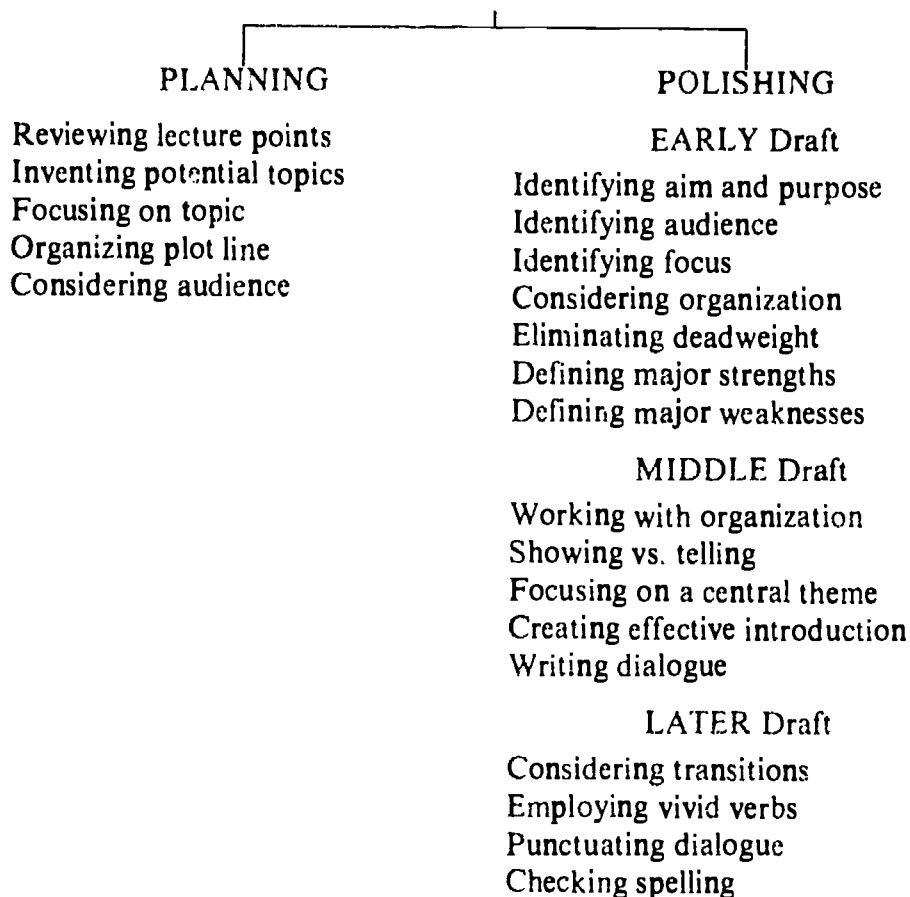 PLANNING
Reviewing lecture points
Inventing potential topics
Focusing on topic
Organizing plot line
Considering audience
POLISHING
EARLY Draft
Identifying aim and purpose
Identifying audience
Identifying focus
Considering organization
Eliminating deadweight
Defining major strengths
Defining major weaknesses
MIDDLE Draft
Working with organization
Showing vs. telling
Focusing on a central theme
Creating effective introduction
Writing dialogue
LATER Draft
Considering transitions
Employing vivid verbs
Punctuating dialogue
Checking spelling